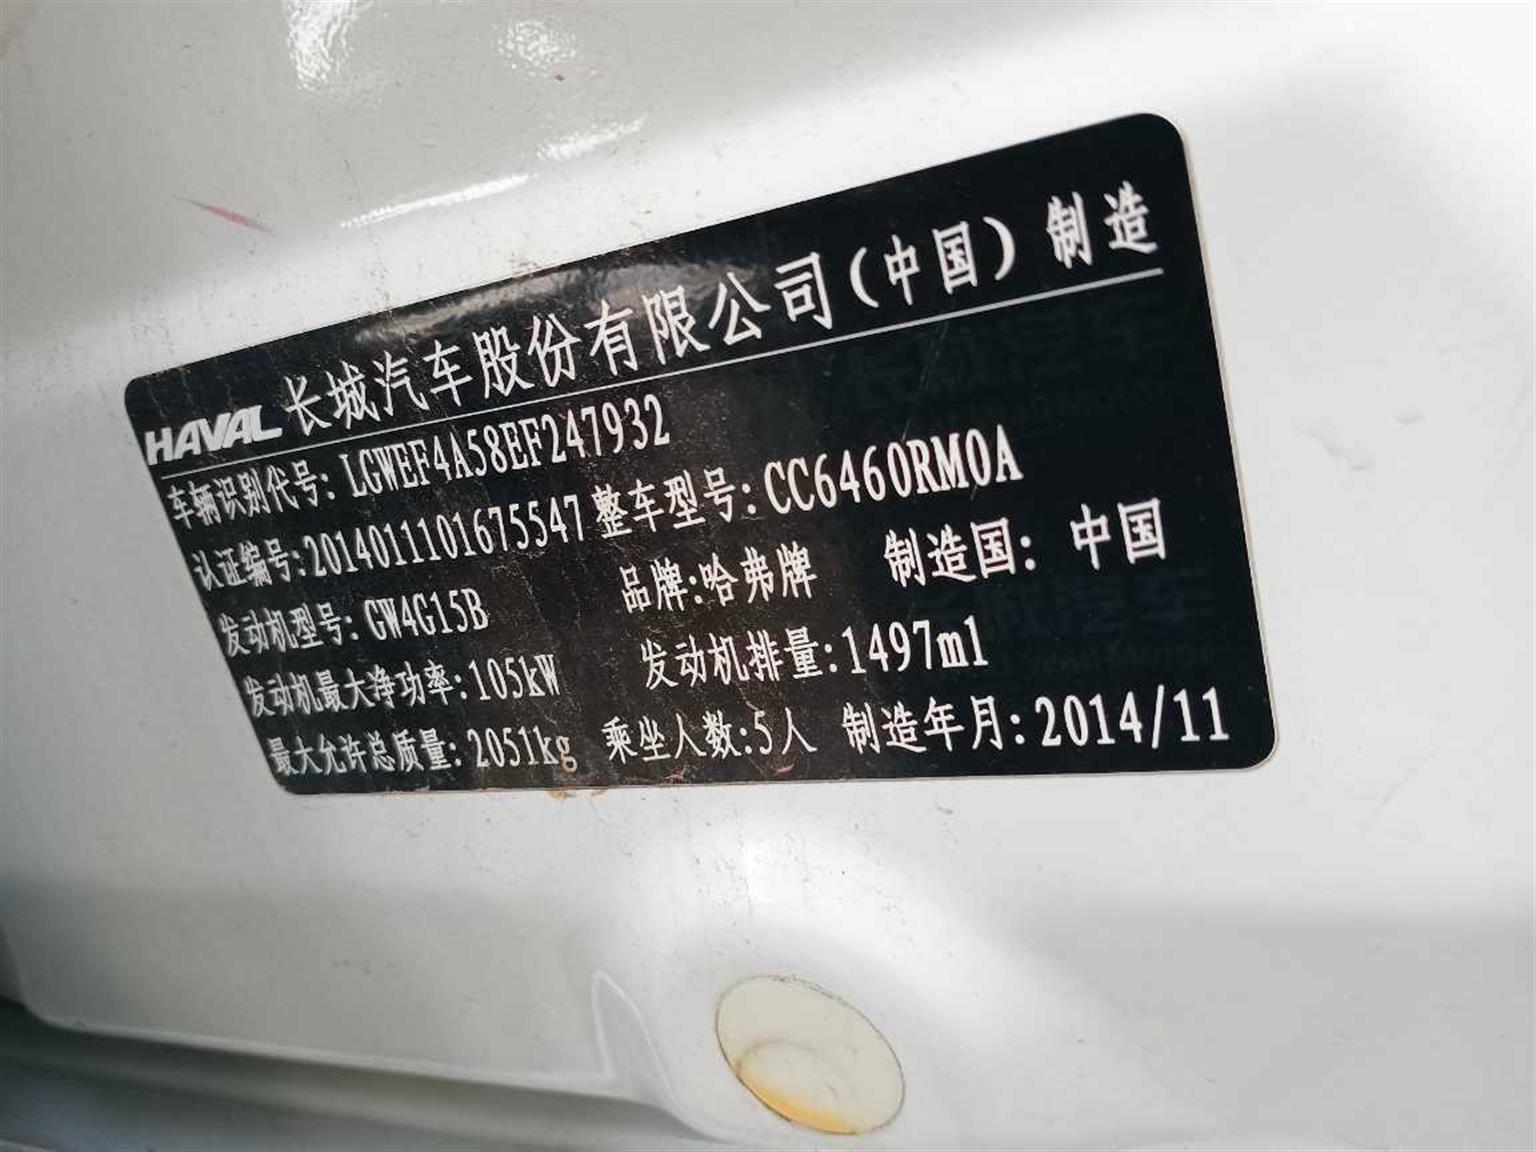 HAVAL 长城汽车股份有限公司(中国)制造
车辆识别代号: LGWEF4A58EF247932
认证编号:2014011101675547 整车型号:CC6460RM0A
发动机型号: GW4G15B 品牌:哈弗牌 制造国: 中国
发动机最大净功率:105kW 发动机排量:1497ml
最大允许总质量: 2051kg 乘坐人数:5人 制造年月:2014/11